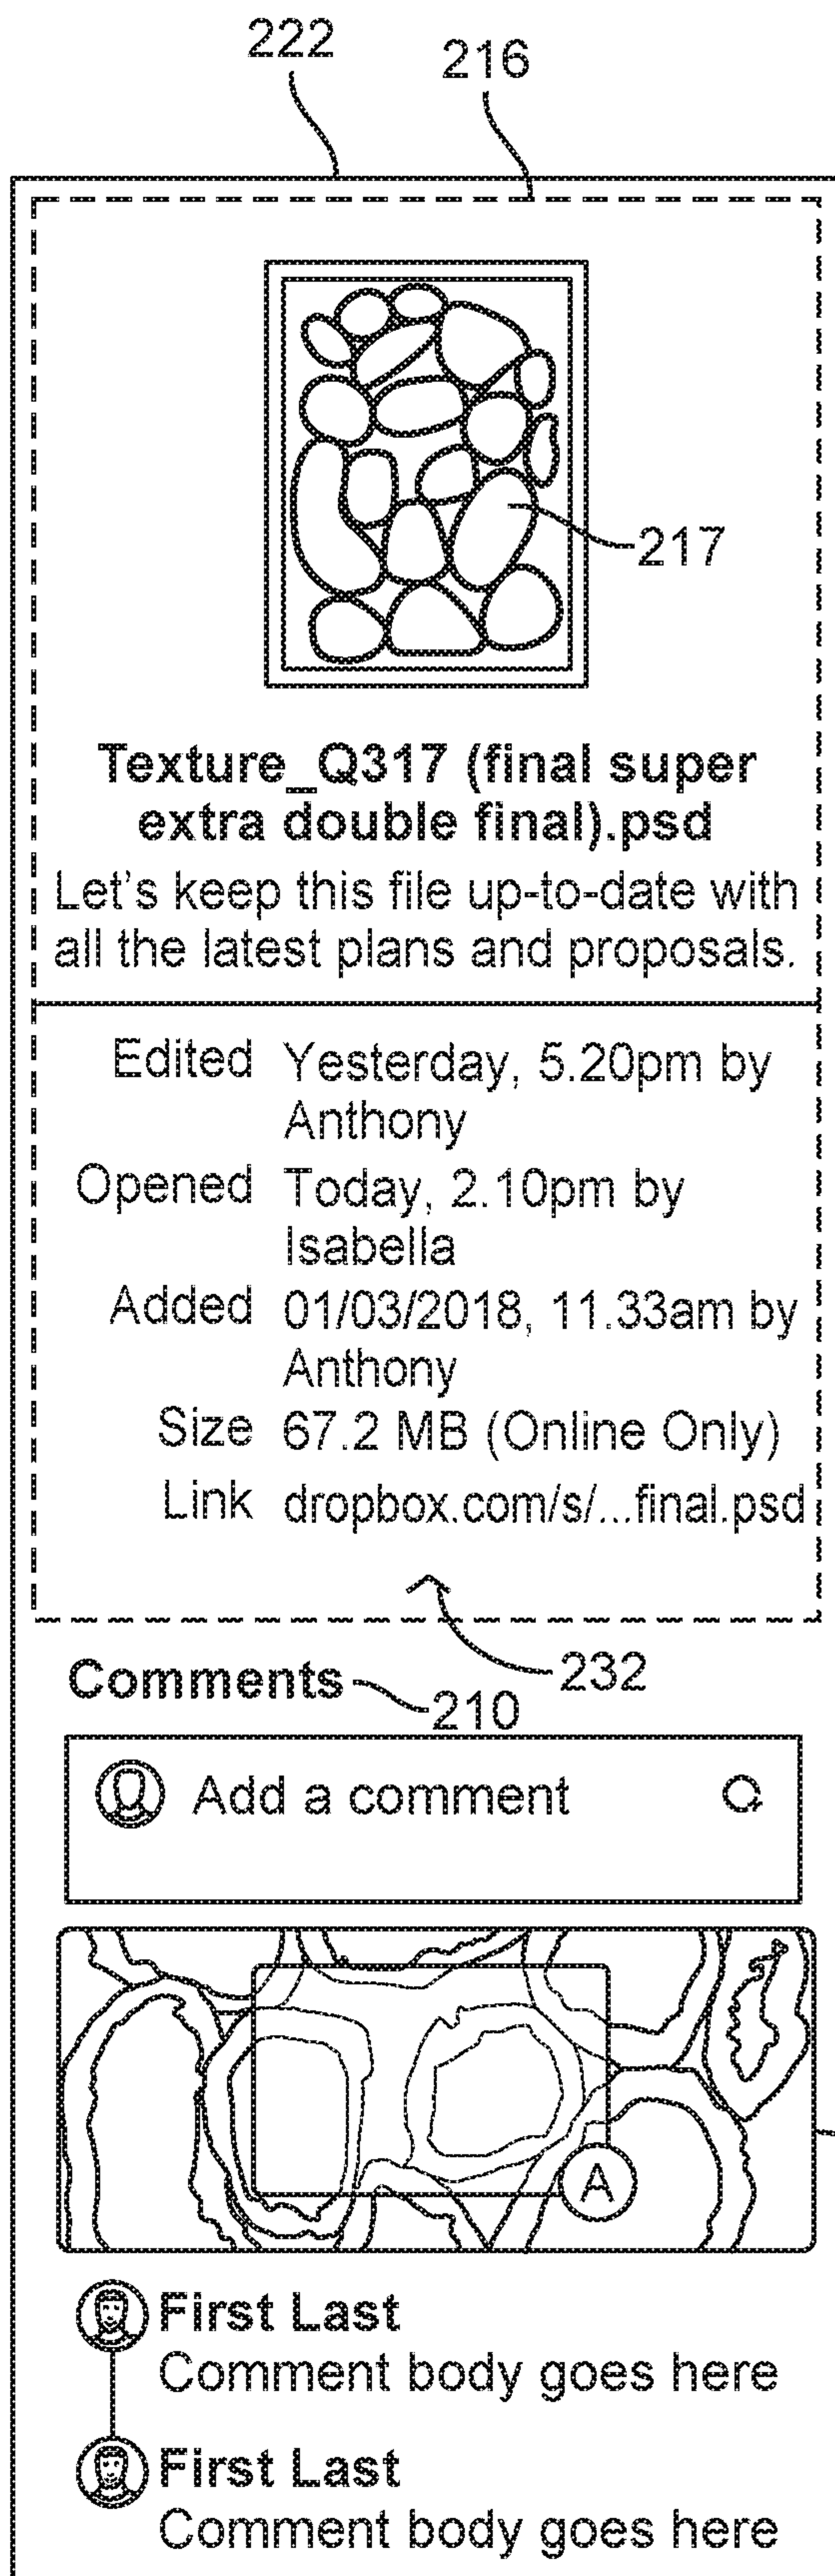 222
216
217
Texture_Q317 (final super
extra double final).psd
Let's keep this file up-to-date with
all the latest plans and proposals.
Edited Yesterday, 5.20pm by
Anthony
Opened Today, 2.10pm by
Isabella
Added 01/03/2018, 11.33am by
Anthony
Size 67.2 MB (Online Only)
Link dropbox.com/s/...final.psd
232
Comments
210
Add a comment
A
First Last
Comment body goes here
First Last
Comment body goes here